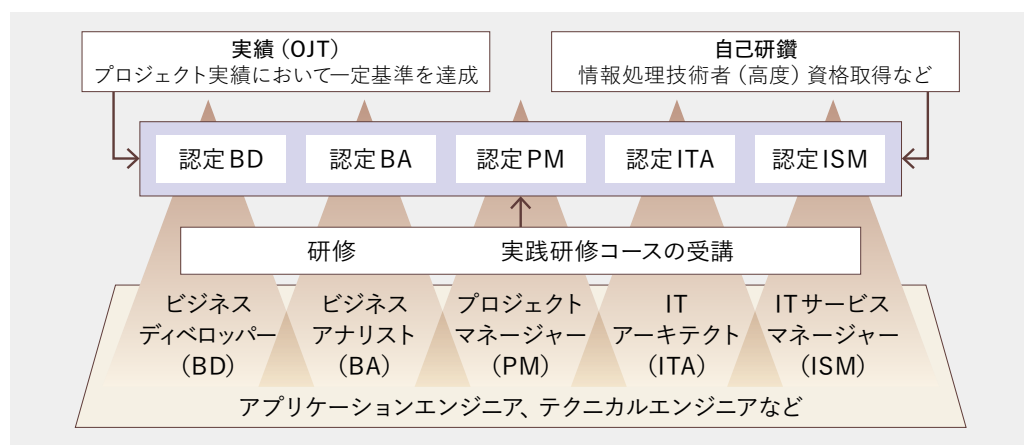 実績（OJT）
プロジェクト実績において一定基準を達成
自己研鑽
情報処理技術者（高度）資格取得など
認定BD
認定BA
認定PM
認定ITA
認定ISM
研修 実践研修コースの受講
ビジネス
ディベロッパー
（BD）
ビジネス
アナリスト
（BA）
プロジェクト
マネージャー
（PM）
IT
アーキテクト
（ITA）
ITサービス
マネージャー
（ISM）
アプリケーションエンジニア、テクニカルエンジニアなど